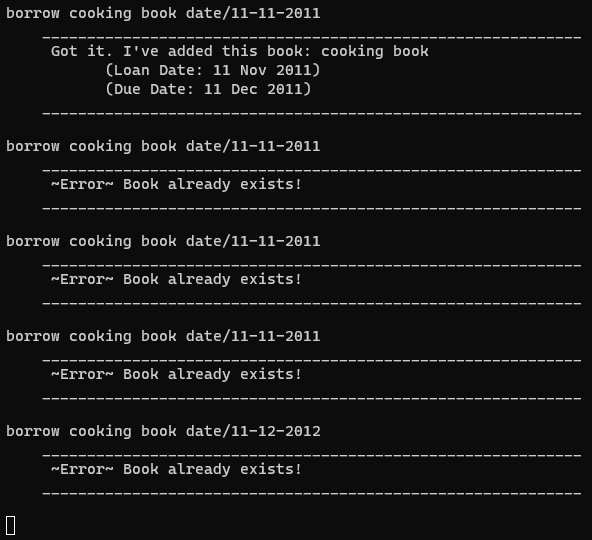 borrow cooking book date/11-11-2011
____________________________________________________________
Got it. I've added this book: cooking book
(Loan Date: 11 Nov 2011)
(Due Date: 11 Dec 2011)
____________________________________________________________
borrow cooking book date/11-11-2011
____________________________________________________________
~Error~ Book already exists!
____________________________________________________________
borrow cooking book date/11-11-2011
____________________________________________________________
~Error~ Book already exists!
____________________________________________________________
borrow cooking book date/11-11-2011
____________________________________________________________
~Error~ Book already exists!
____________________________________________________________
borrow cooking book date/11-12-2012
____________________________________________________________
~Error~ Book already exists!
____________________________________________________________